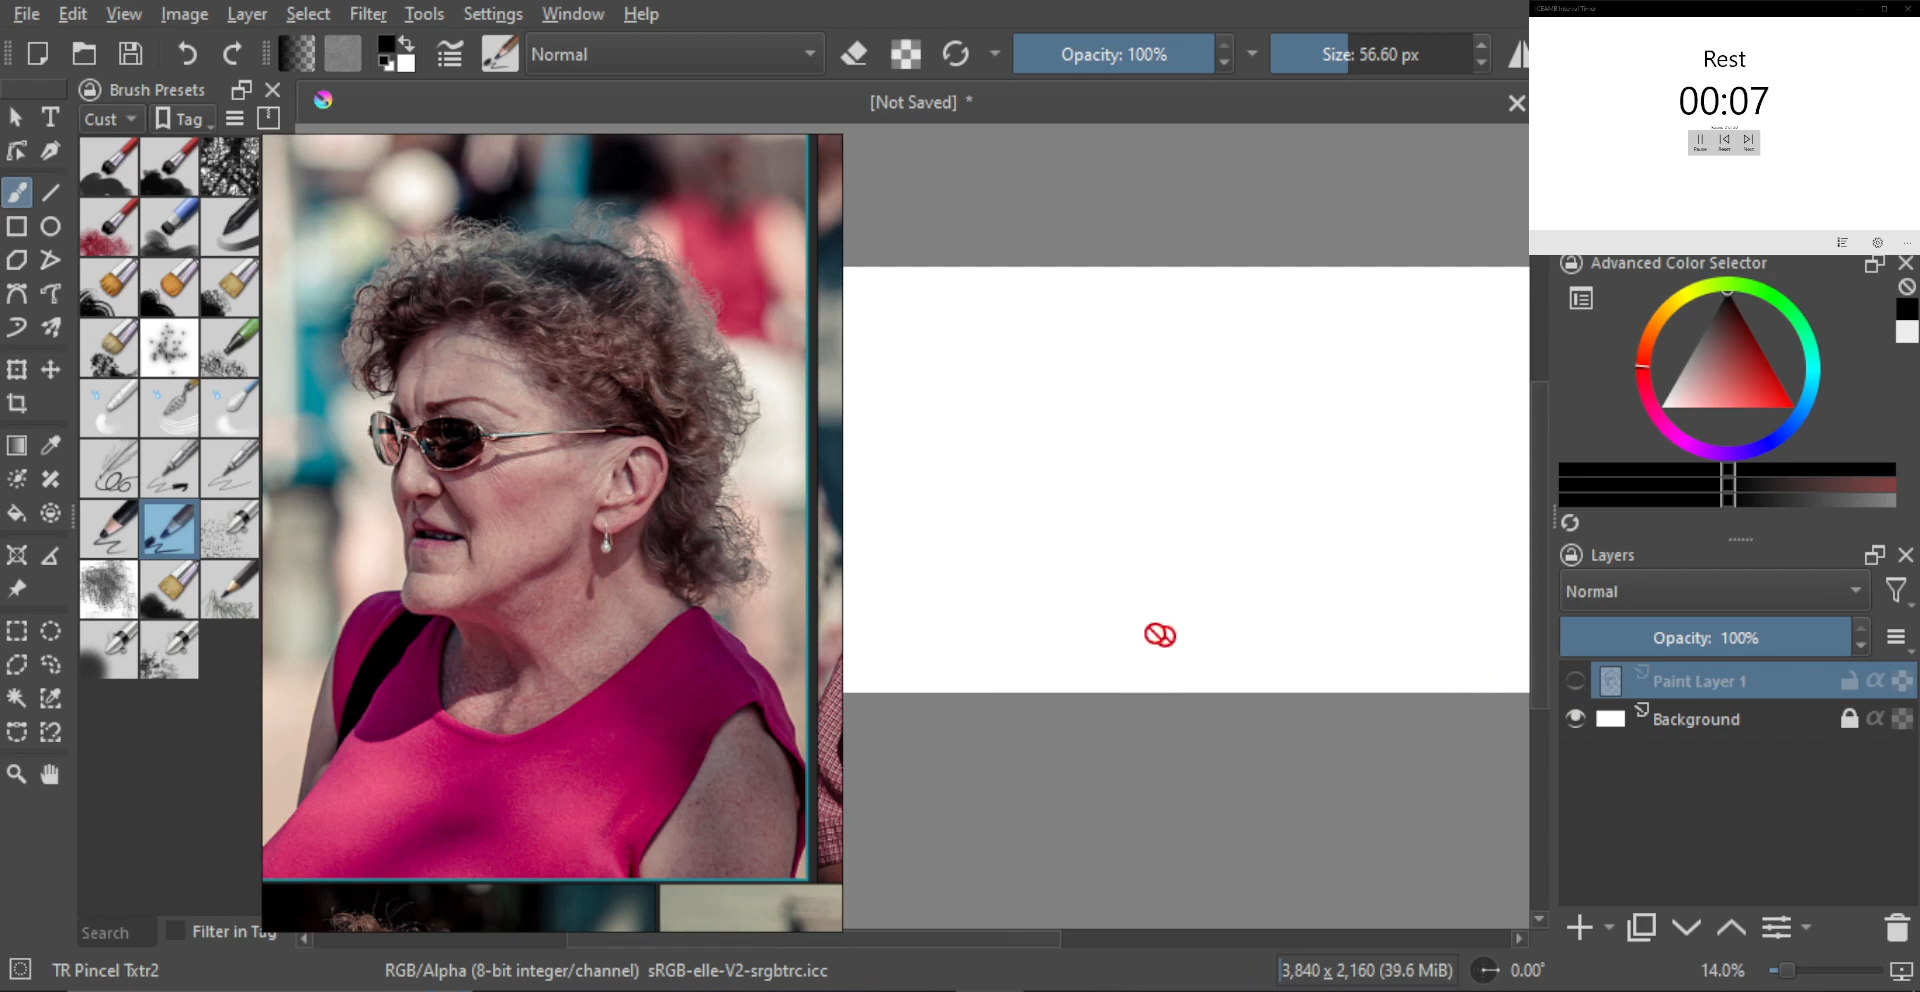 File Edit View Image Layer Select Filter Tools Settings Window Help
ICEAMB Interval Timer
Normal
Opacity: 100%
Size: 56.60 px
Rest
00:07
Pause Reset Next
Brush Presets
[Not Saved] *
Cust
Tag
Advanced Color Selector
Layers
Normal
Opacity: 100%
Paint Layer 1
Background
Search
Filter in Tag
TR Pincel Txtr2
RGB/Alpha (8-bit integer/channel) sRGB-elle-V2-srgbtrc.icc
3,840 x 2,160 (39.6 MiB)
0.00°
14.0%